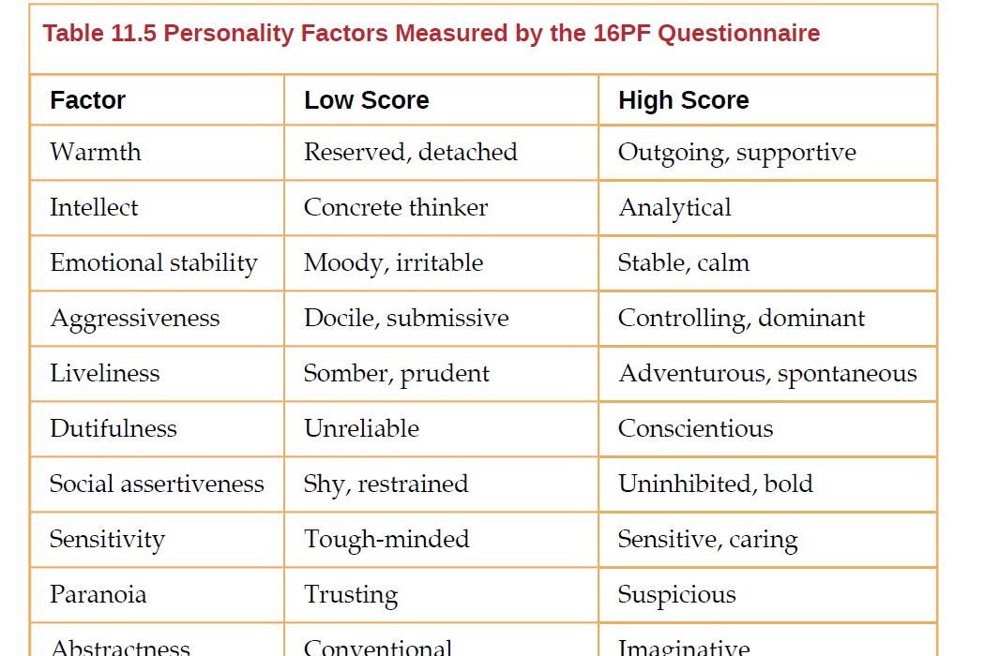 Table 11.5 Personality Factors Measured by the 16PF Questionnaire
Factor Low Score High Score
Warmth Reserved, detached Outgoing, supportive
Intellect Concrete thinker Analytical
Emotional stability Moody, irritable Stable, calm
Aggressiveness Docile, submissive Controlling, dominant
Liveliness Somber, prudent Adventurous, spontaneous
Dutifulness Unreliable Conscientious
Social assertiveness Shy, restrained Uninhibited, bold
Sensitivity Tough-minded Sensitive, caring
Paranoia Trusting Suspicious
Abstractness Conventional Imaginative